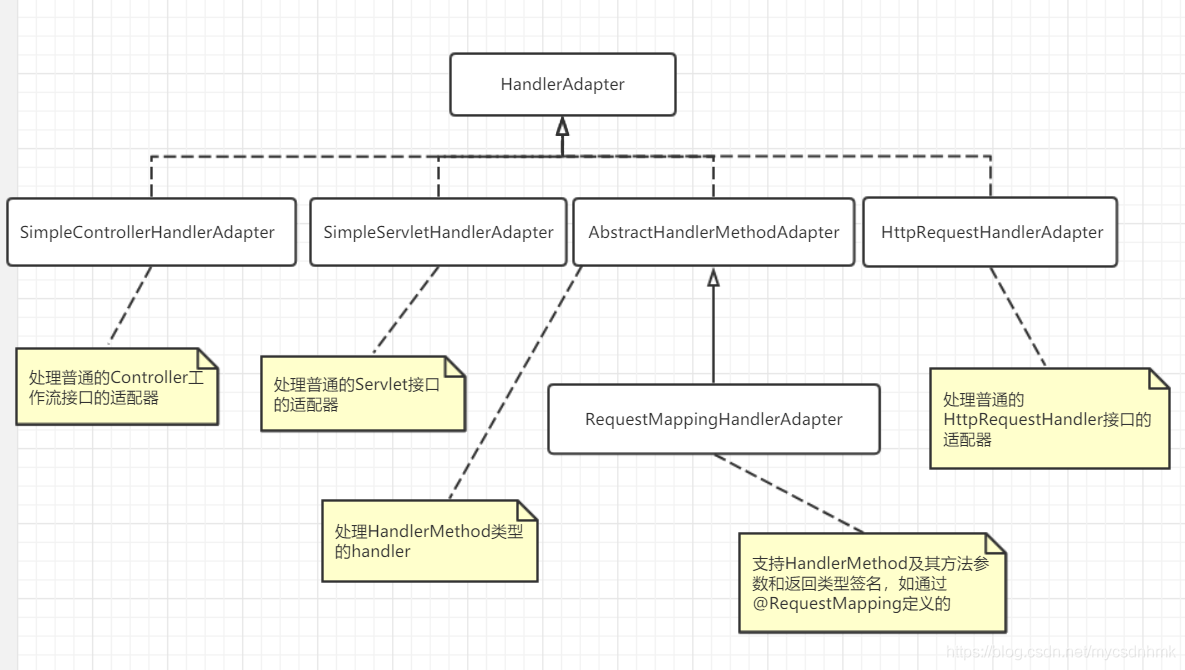 HandlerAdapter
SimpleControllerHandlerAdapter
SimpleServletHandlerAdapter
AbstractHandlerMethodAdapter
HttpRequestHandlerAdapter
处理普通的Controller工
作流接口的适配器
处理普通的Servlet接口
的适配器
RequestMappingHandlerAdapter
处理普通的
HttpRequestHandler接口的
适配器
处理HandlerMethod类型
的handler
支持HandlerMethod及其方法参
数和返回类型签名，如通过
@RequestMapping定义的
https://blog.csdn.net/mycsdnhmk